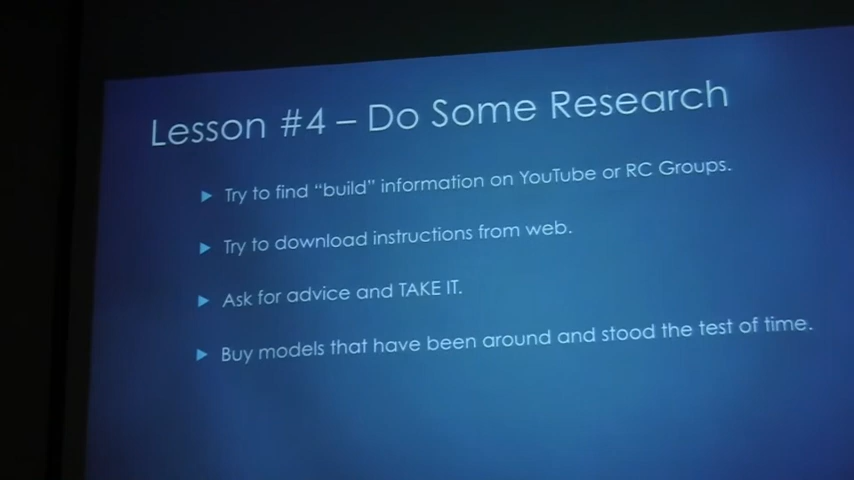 Lesson #4 – Do Some Research
Try to find “build” information on YouTube or RC Groups.
Try to download instructions from web.
Ask for advice and TAKE IT.
Buy models that have been around and stood the test of time.